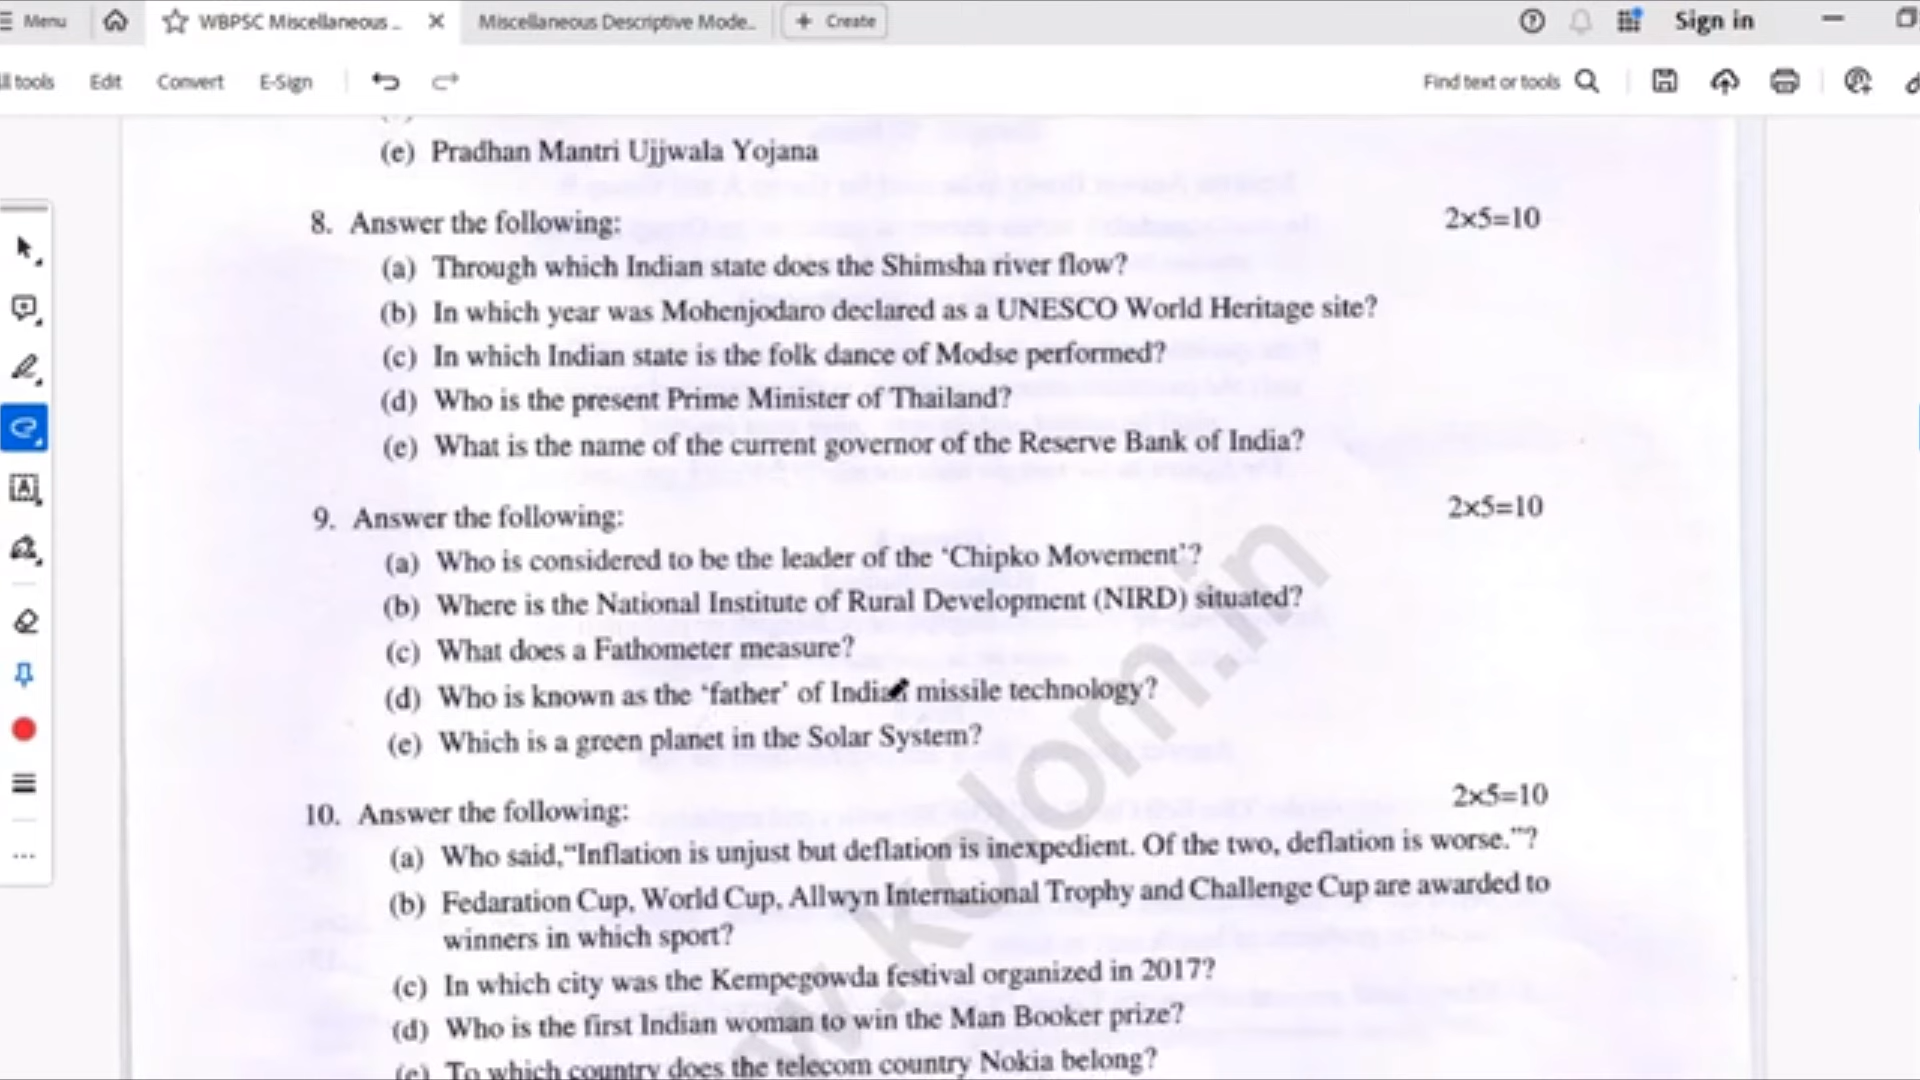 Menu
WBPSC Miscellaneous ..
Miscellaneous Descriptive Mode..
+ Create
Sign in
ll tools
Edit
Convert
E-Sign
Find text or tools
(e) Pradhan Mantri Ujjwala Yojana
8. Answer the following: 2×5=10
(a) Through which Indian state does the Shimsha river flow?
(b) In which year was Mohenjodaro declared as a UNESCO World Heritage site?
(c) In which Indian state is the folk dance of Modse performed?
(d) Who is the present Prime Minister of Thailand?
(e) What is the name of the current governor of the Reserve Bank of India?
9. Answer the following: 2×5=10
(a) Who is considered to be the leader of the ‘Chipko Movement’?
(b) Where is the National Institute of Rural Development (NIRD) situated?
(c) What does a Fathometer measure?
(d) Who is known as the ‘father’ of Indian missile technology?
(e) Which is a green planet in the Solar System?
10. Answer the following: 2×5=10
(a) Who said,“Inflation is unjust but deflation is inexpedient. Of the two, deflation is worse.”?
(b) Fedaration Cup, World Cup, Allwyn International Trophy and Challenge Cup are awarded to
winners in which sport?
(c) In which city was the Kempegowda festival organized in 2017?
(d) Who is the first Indian woman to win the Man Booker prize?
(e) To which country does the telecom country Nokia belong?
w.kolom.in